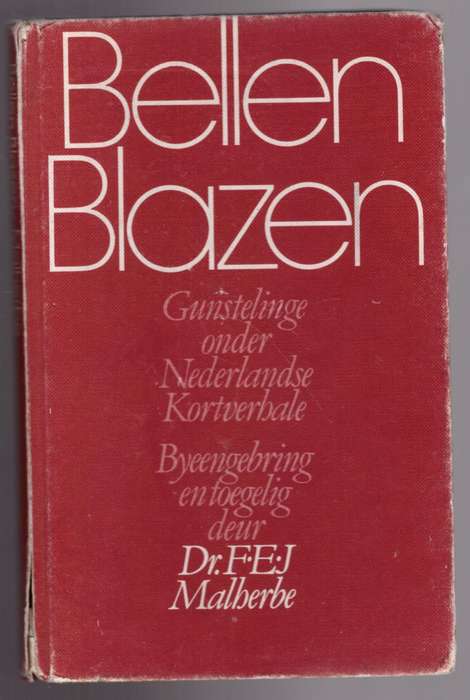 Bellen
Blazen
Gunstelinge
onder
Nederlandse
Kortverhale
Byeengebring
en toegelig
deur
Dr. F·E·J
Malherbe